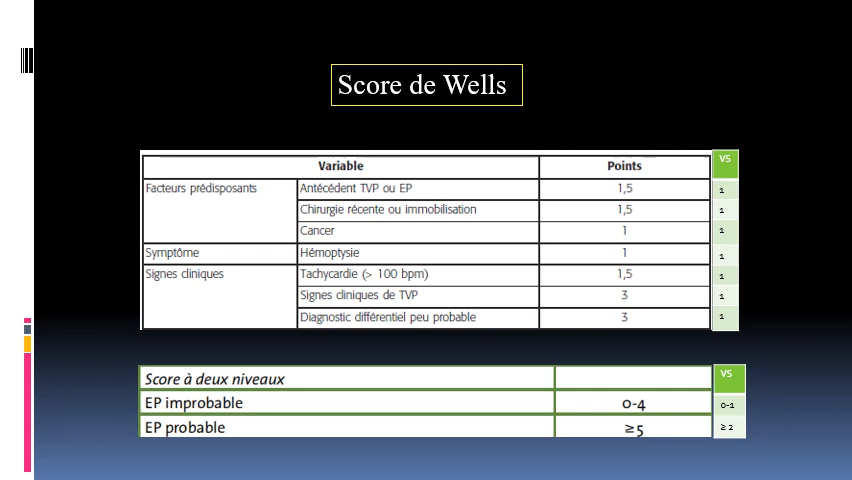 Score de Wells
Variable Points VS
Facteurs prédisposants Antécédent TVP ou EP 1,5 1
Chirurgie récente ou immobilisation 1,5 1
Cancer 1 1
Symptôme Hémoptysie 1 1
Signes cliniques Tachycardie (> 100 bpm) 1,5 1
Signes cliniques de TVP 3 1
Diagnostic différentiel peu probable 3 1
Score à deux niveaux VS
EP improbable 0-4 0-1
EP probable ≥5 ≥ 2